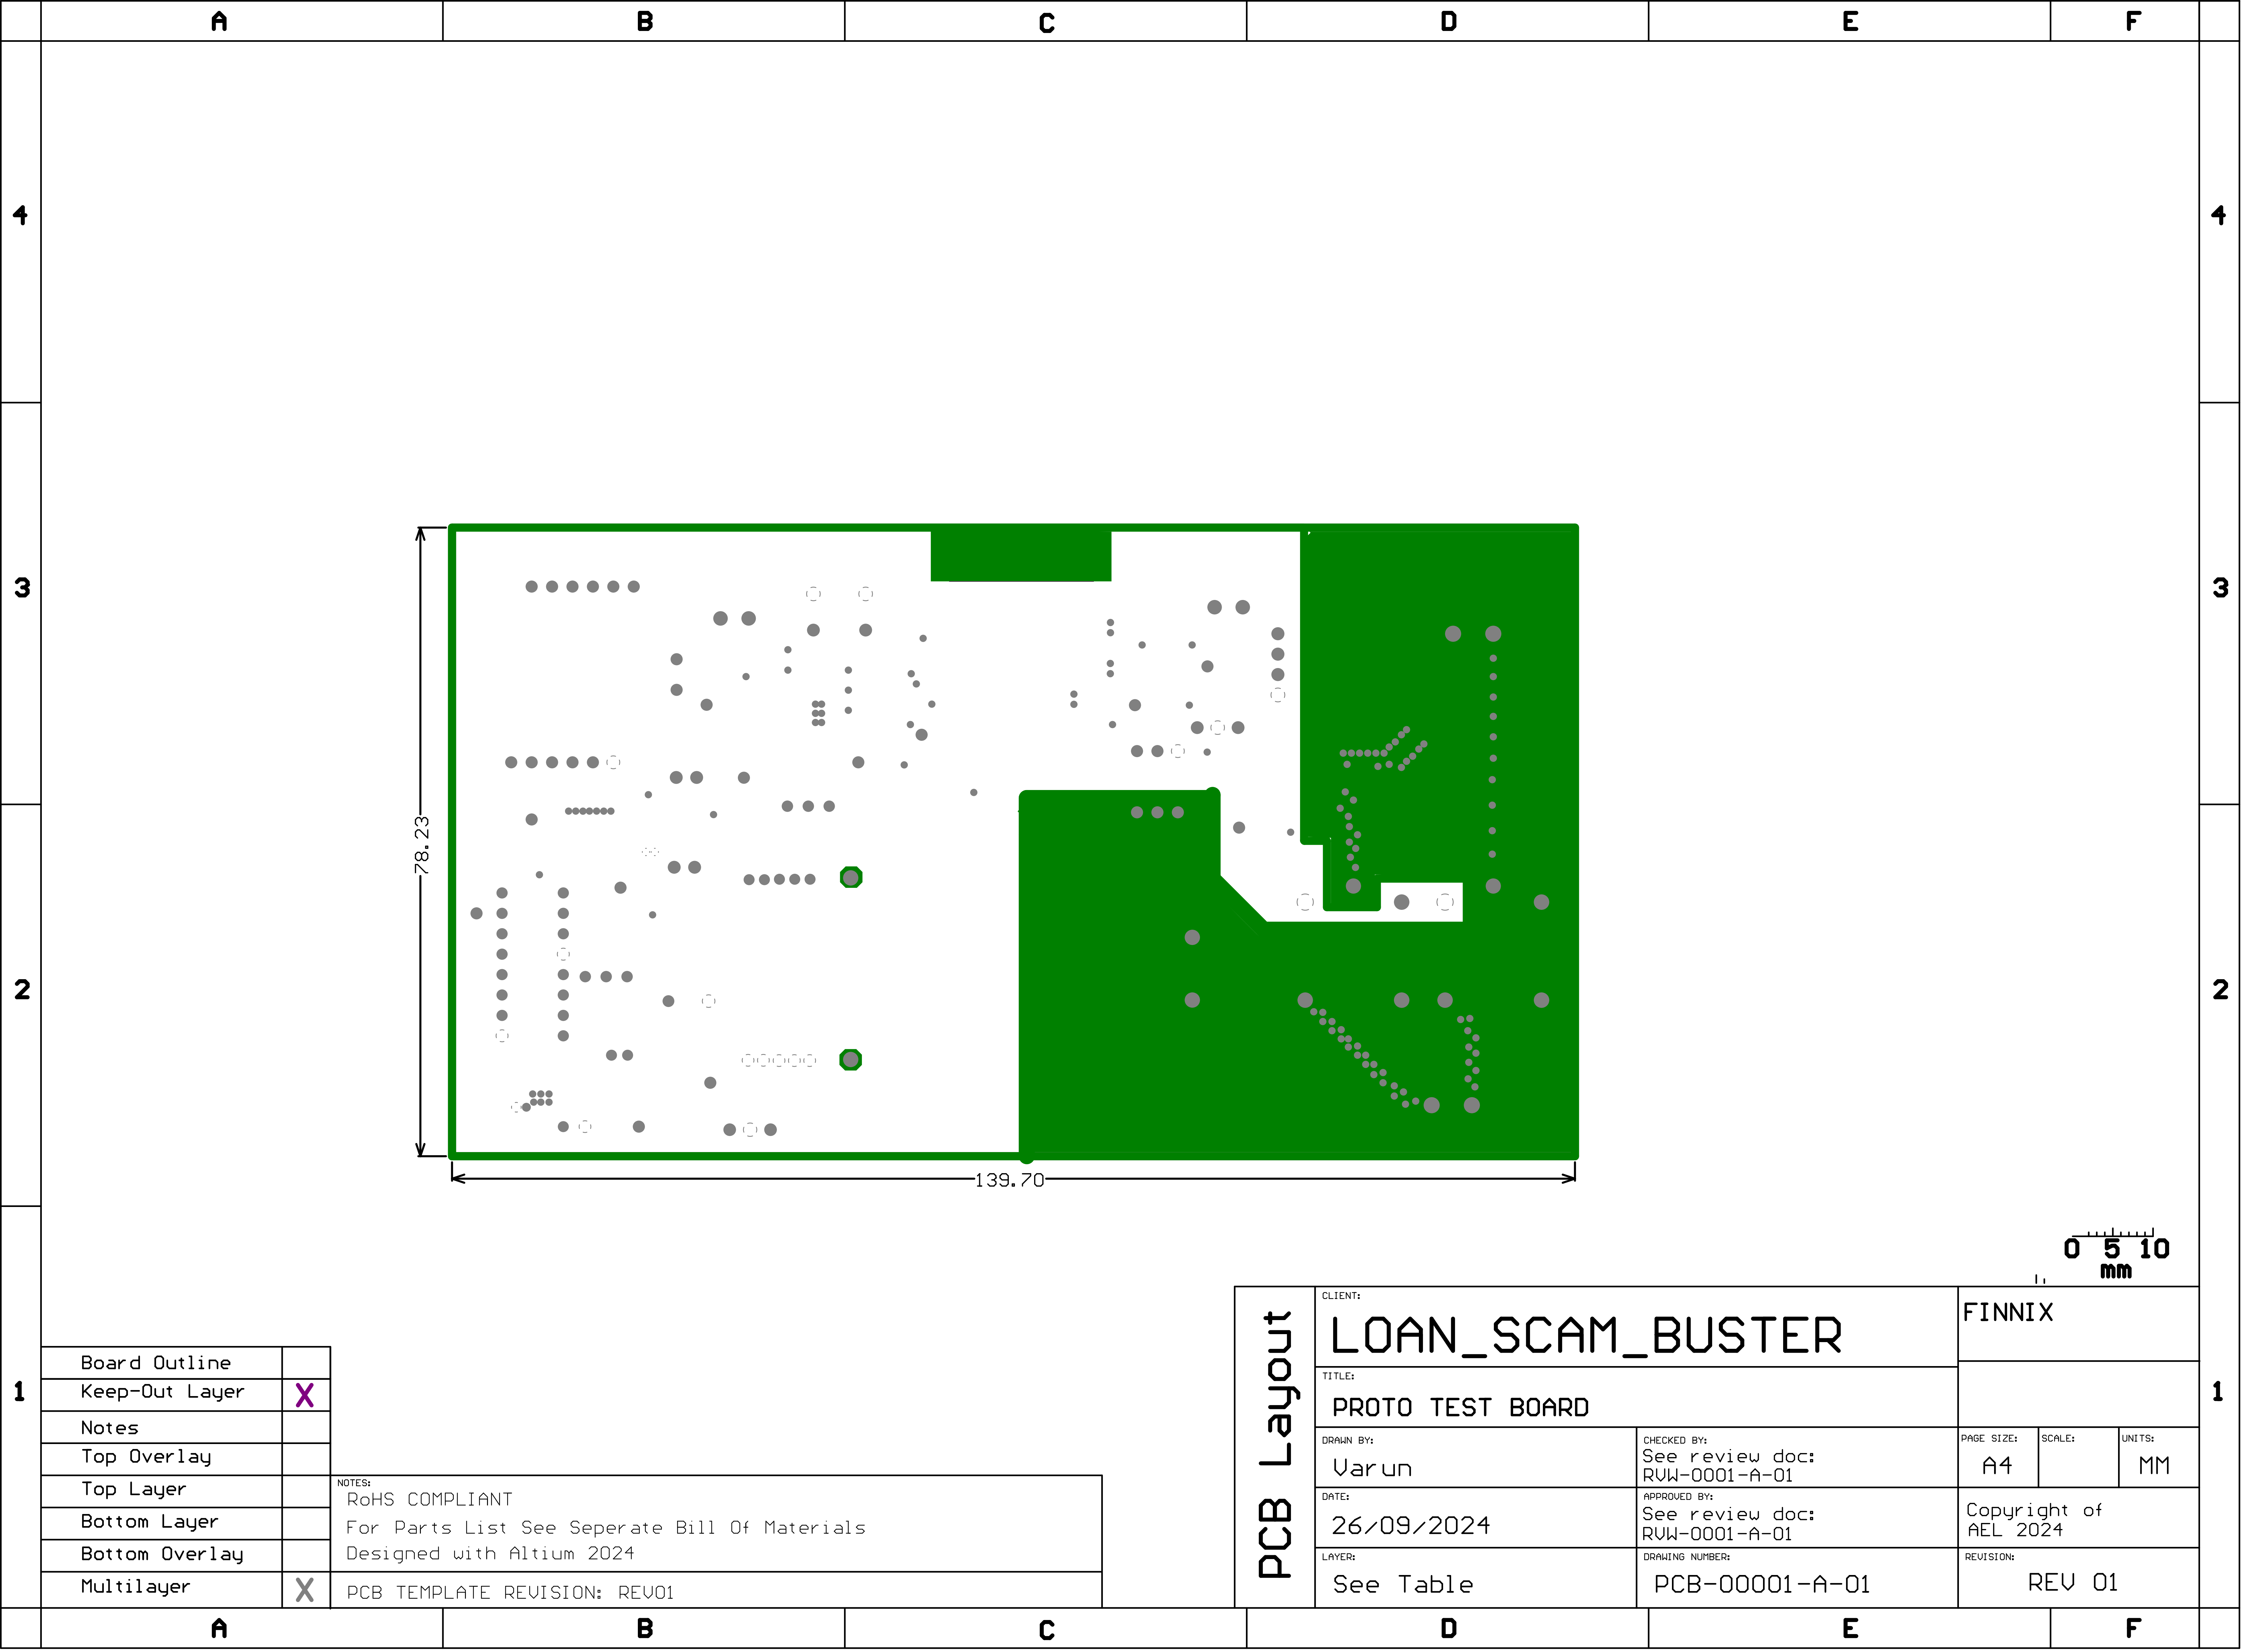 A B C D E F
4 4
3 3
78.23
2 2
139.70
0 5 10
mm
1 1
Board Outline
Keep-Out Layer X
Notes
Top Overlay
Top Layer
Bottom Layer
Bottom Overlay
Multilayer X
NOTES:
RoHS COMPLIANT
For Parts List See Seperate Bill Of Materials
Designed with Altium 2024
PCB TEMPLATE REVISION: REV01
PCB Layout
CLIENT:
LOAN_SCAM_BUSTER
FINNIX
TITLE:
PROTO TEST BOARD
DRAWN BY:
Varun
CHECKED BY:
See review doc:
RVW-0001-A-01
PAGE SIZE:
A4
SCALE:
UNITS:
MM
DATE:
26/09/2024
APPROVED BY:
See review doc:
RVW-0001-A-01
Copyright of
AEL 2024
LAYER:
See Table
DRAWING NUMBER:
PCB-00001-A-01
REVISION:
REV 01
A B C D E F